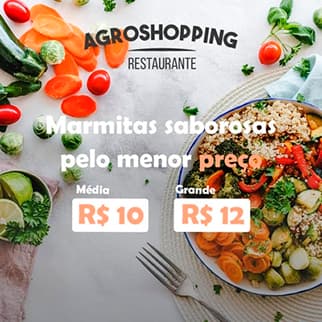 AGROSHOPPING
RESTAURANTE
Marmitas saborosas
pelo menor preço
Média
Grande
R$ 10
R$ 12